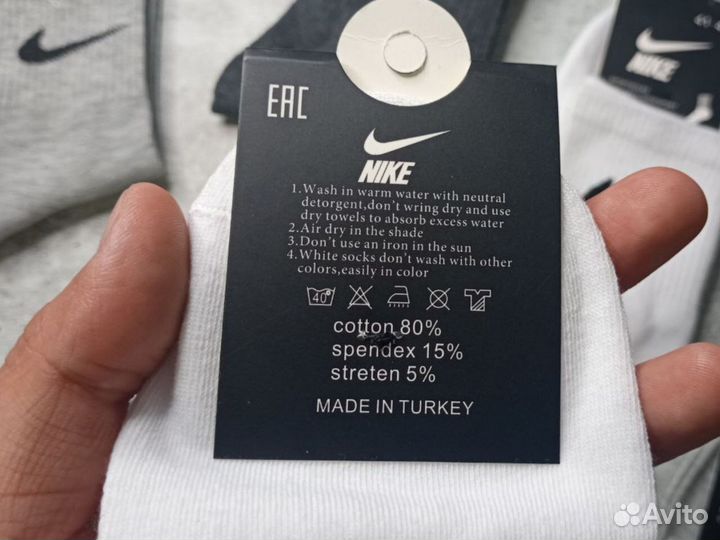 EAC
NIKE
NIKE
1.Wash in warm water with neutral
detorgent,don't wring dry and use
dry towels to absorb excess water
2.Air dry in the shade
3.Don't use an iron in the sun
4.White socks don't wash with other
colors,easily in color
40°
cotton 80%
spendex 15%
streten 5%
MADE IN TURKEY
Avito